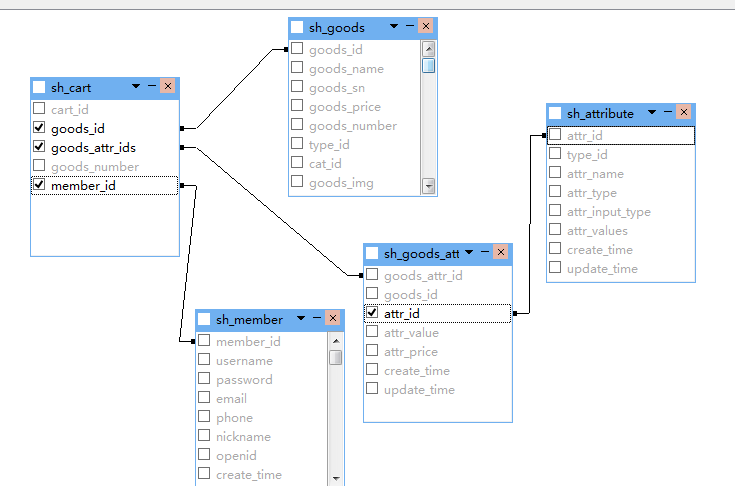 sh_goods
goods_id
goods_name
goods_sn
goods_price
goods_number
type_id
cat_id
goods_img
sh_cart
cart_id
goods_id
goods_attr_ids
goods_number
member_id
sh_attribute
attr_id
type_id
attr_name
attr_type
attr_input_type
attr_values
create_time
update_time
sh_goods_att
goods_attr_id
goods_id
attr_id
attr_value
attr_price
create_time
update_time
sh_member
member_id
username
password
email
phone
nickname
openid
create_time